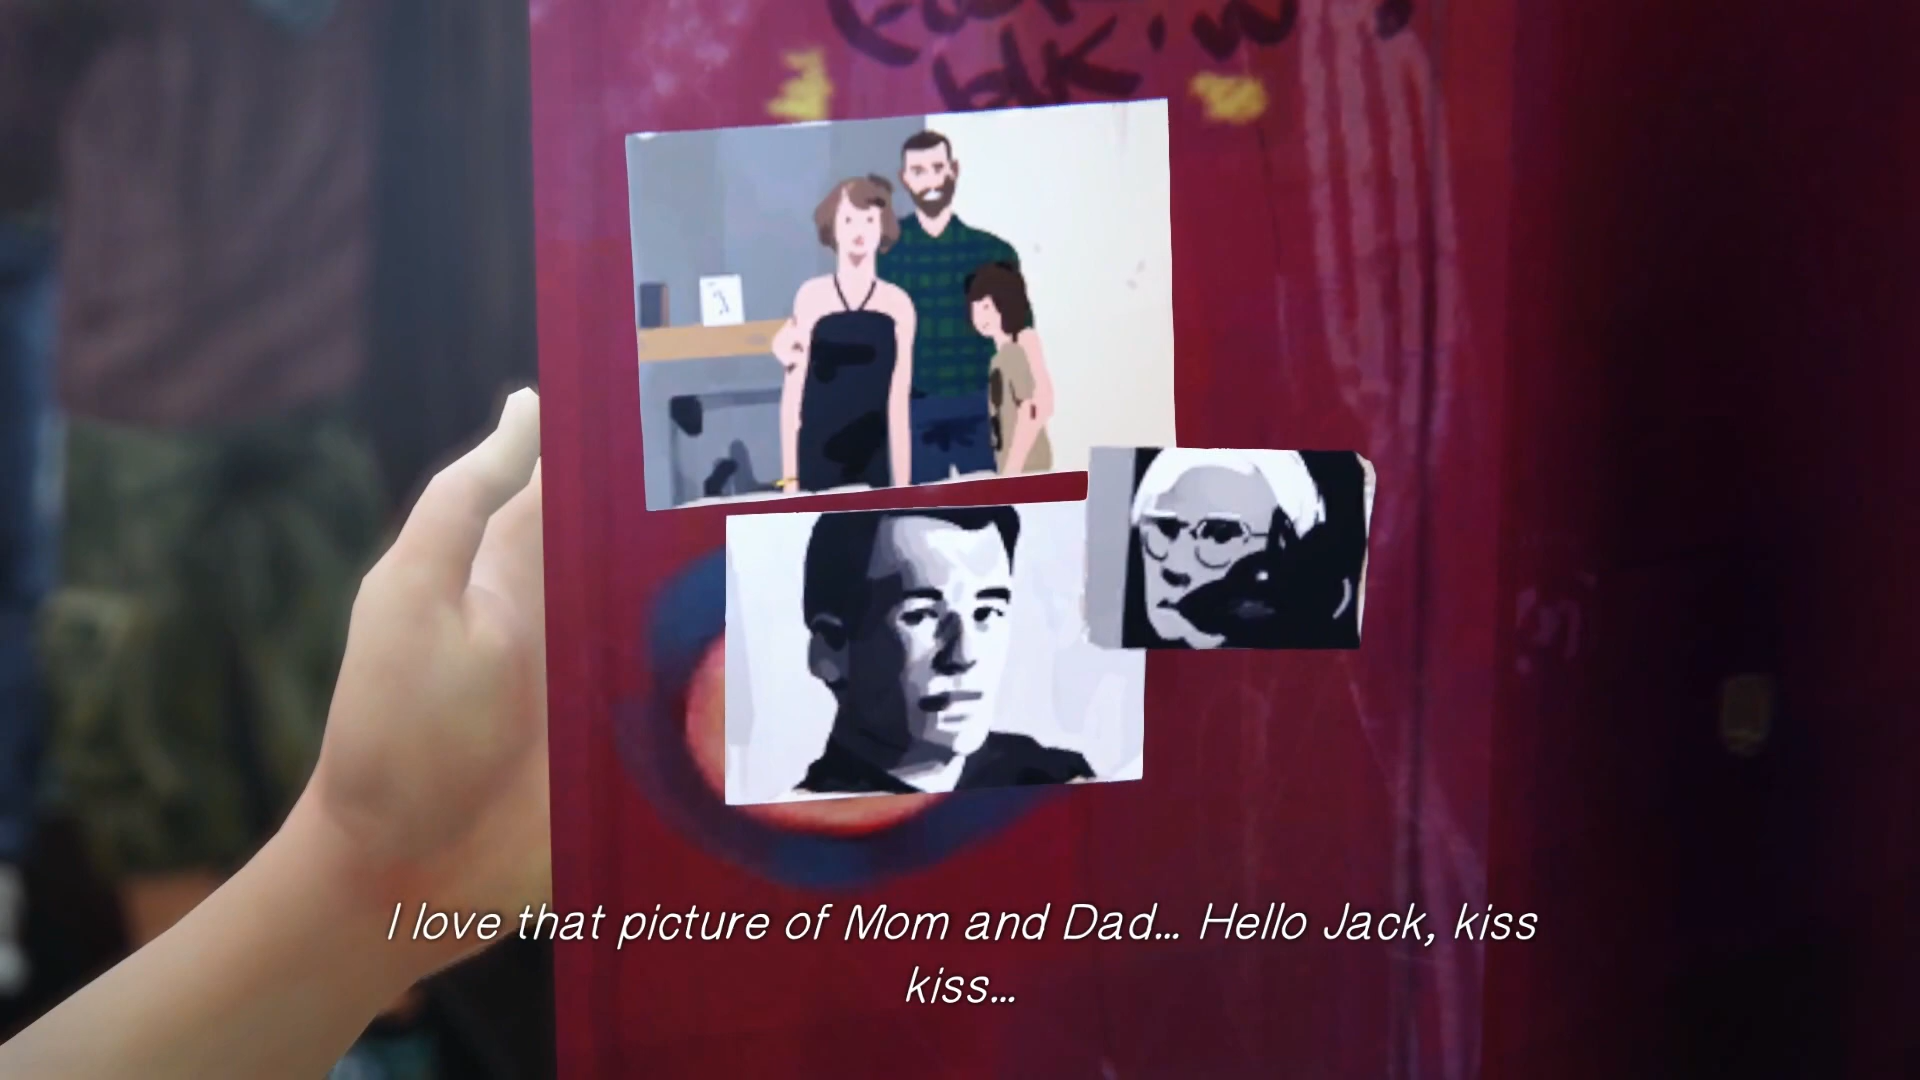 I love that picture of Mom and Dad... Hello Jack, kiss
kiss...